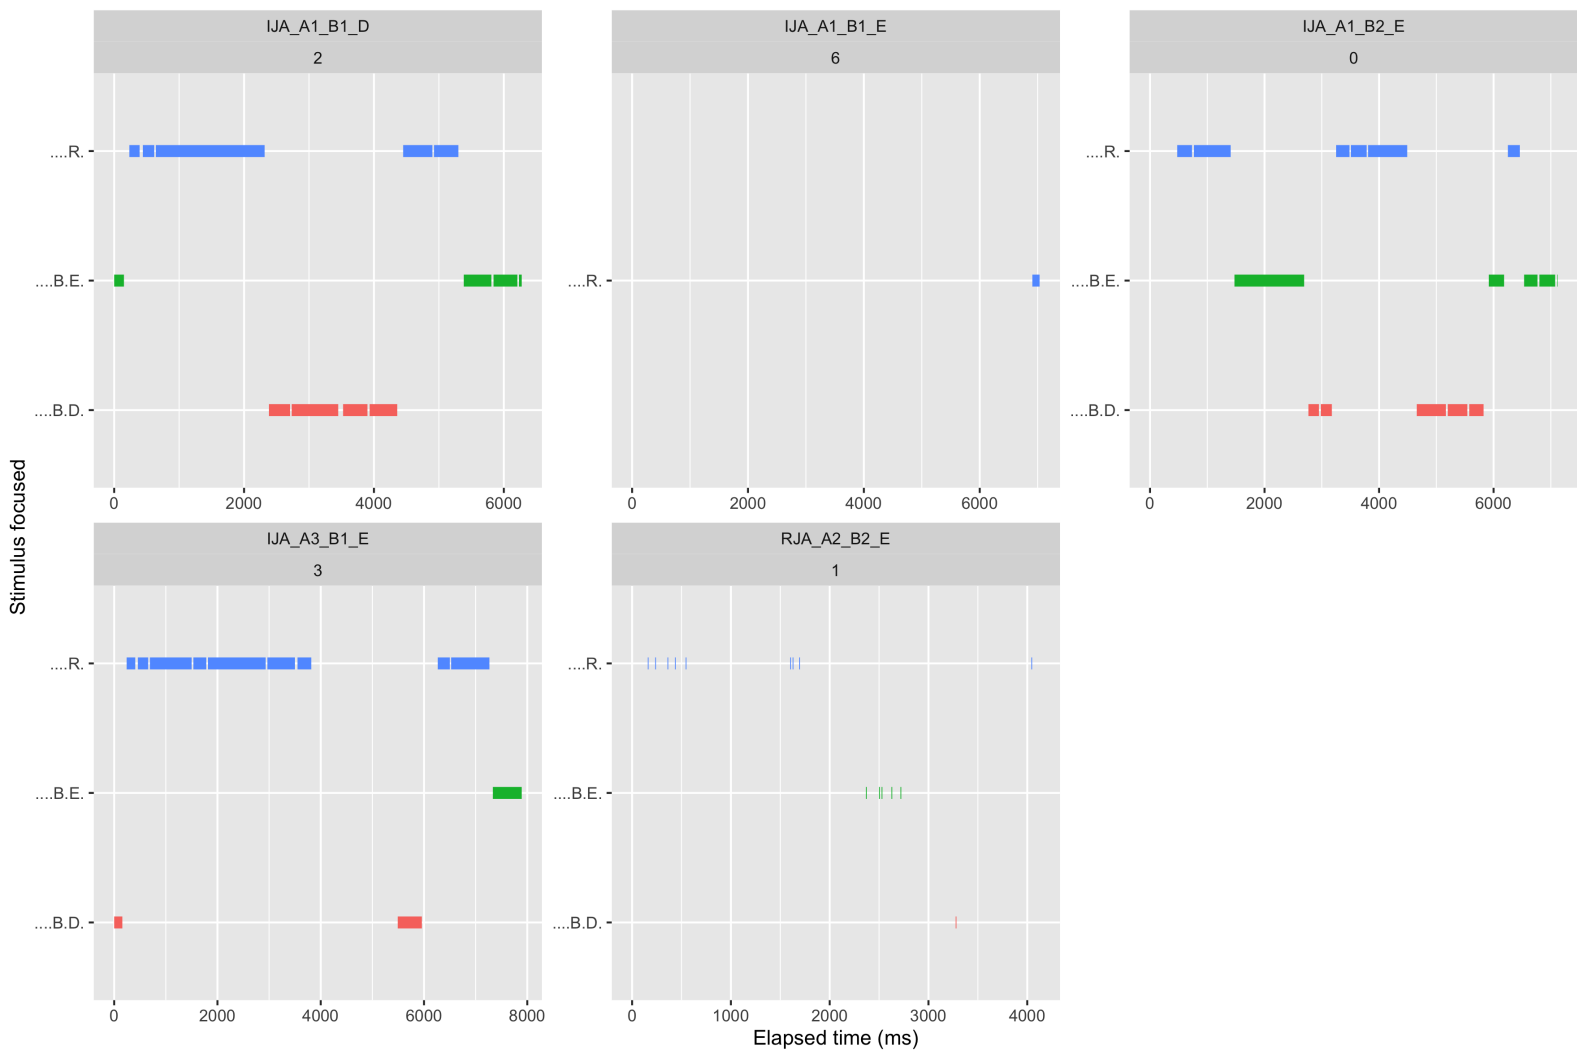 IJA_A1_B1_D
2
....R.
....B.E.
....B.D.
0 2000 4000 6000
IJA_A1_B1_E
6
....R.
0 2000 4000 6000
IJA_A1_B2_E
0
....R.
....B.E.
....B.D.
0 2000 4000 6000
Stimulus focused
IJA_A3_B1_E
3
....R.
....B.E.
....B.D.
0 2000 4000 6000 8000
RJA_A2_B2_E
1
....R.
....B.E.
....B.D.
0 1000 2000 3000 4000
Elapsed time (ms)